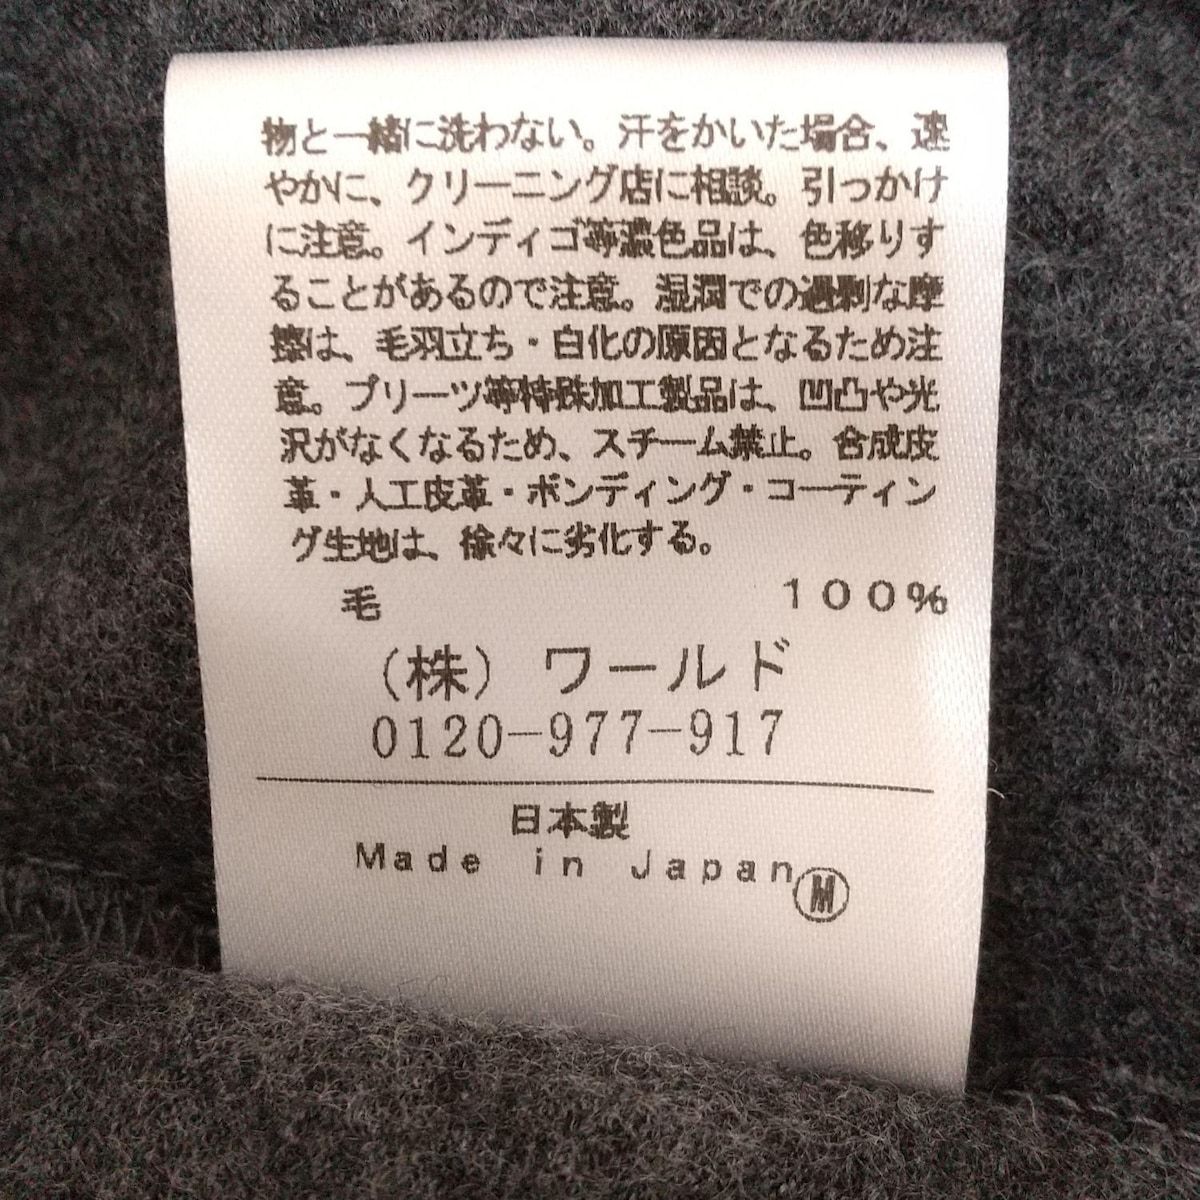 物と一緒に洗わない。汗をかいた場合、速
やかに、クリーニング店に相談。引っかけ
に注意。インディゴ等濃色品は、色移りす
ることがあるので注意。湿潤での過剰な摩
擦は、毛羽立ち・白化の原因となるため注
意。プリーツ等特殊加工製品は、凹凸や光
沢がなくなるため、スチーム禁止。合成皮
革・人工皮革・ボンディング・コーティン
グ生地は、徐々に劣化する。
毛 100%
(株) ワールド
0120-977-917
日本製
Made in Japan Ⓜ